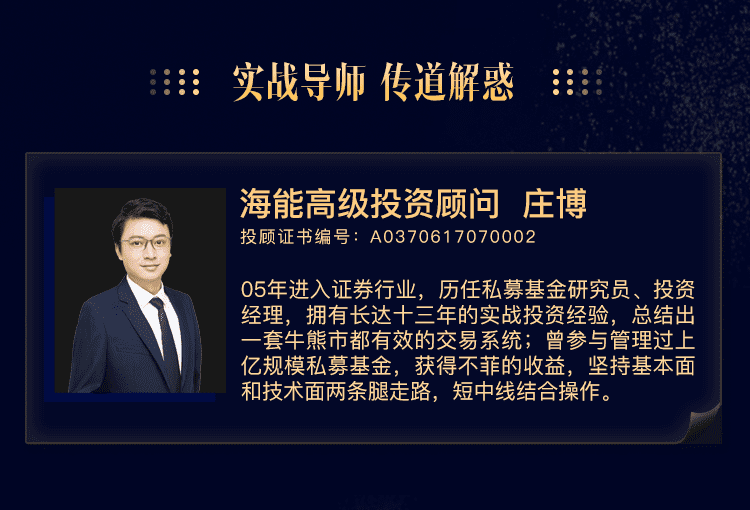 实战导师 传道解惑
海能高级投资顾问 庄博
投顾证书编号：A0370617070002
05年进入证券行业，历任私募基金研究员、投资
经理，拥有长达十三年的实战投资经验，总结出
一套牛熊市都有效的交易系统；曾参与管理过上
亿规模私募基金，获得不菲的收益，坚持基本面
和技术面两条腿走路，短中线结合操作。